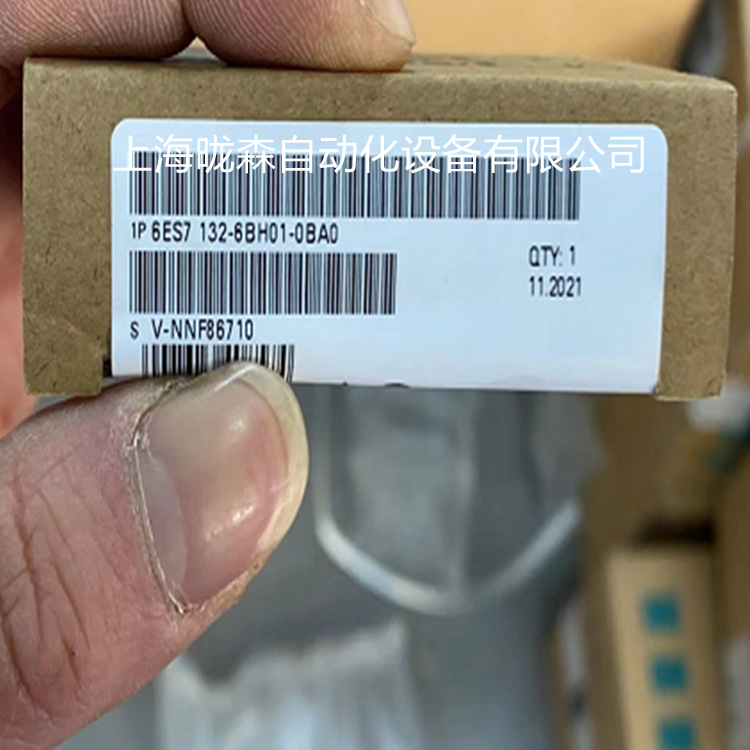 上海晄森自动化设备有限公司
1P 6ES7 132-6BH01-0BA0
QTY: 1
11.2021
S V-NNF86710